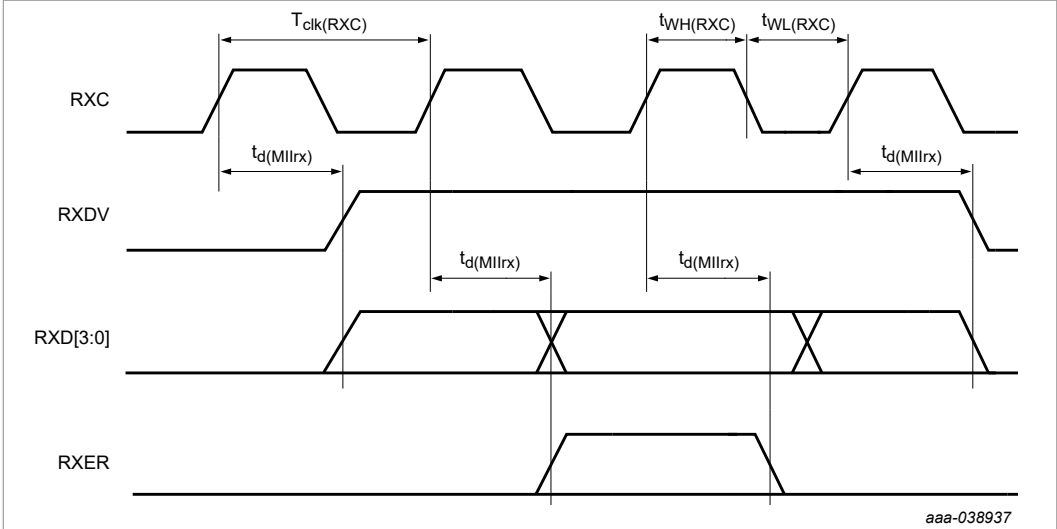 Tclk(RXC)
tWH(RXC)
tWL(RXC)
RXC
td(MIIrx)
td(MIIrx)
RXDV
td(MIIrx)
td(MIIrx)
RXD[3:0]
RXER
aaa-038937